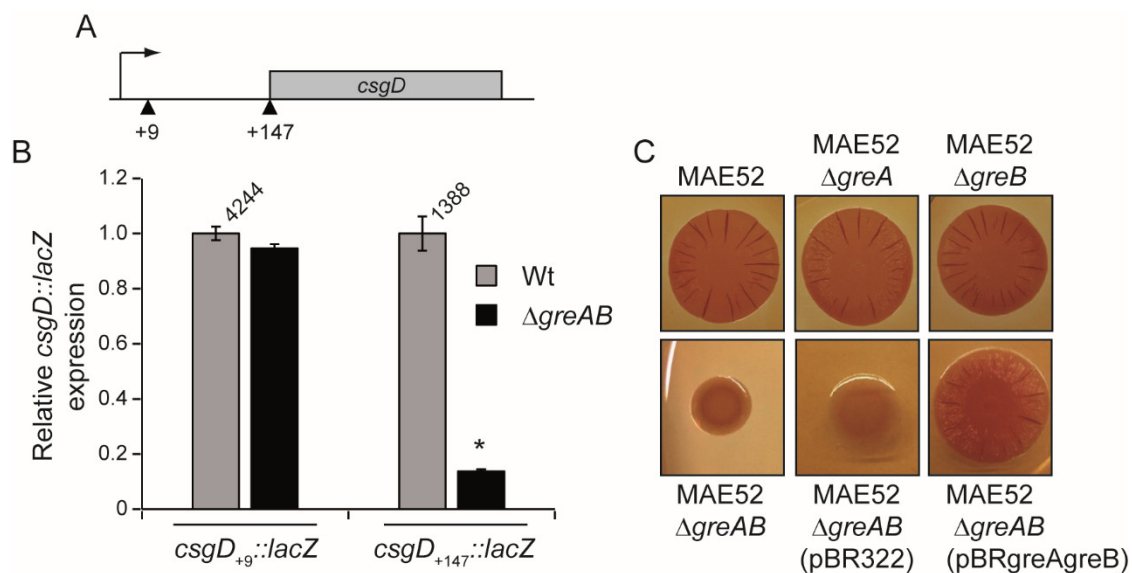 A
csgD
+9
+147
B
Relative csgD::lacZ
expression
1.2
1.0
0.8
0.6
0.4
0.2
0
4244
1388
*
Wt
ΔgreAB
csgD+9::lacZ
csgD+147::lacZ
C
MAE52
MAE52
ΔgreA
MAE52
ΔgreB
MAE52
ΔgreAB
MAE52
ΔgreAB
(pBR322)
MAE52
ΔgreAB
(pBRgreAgreB)